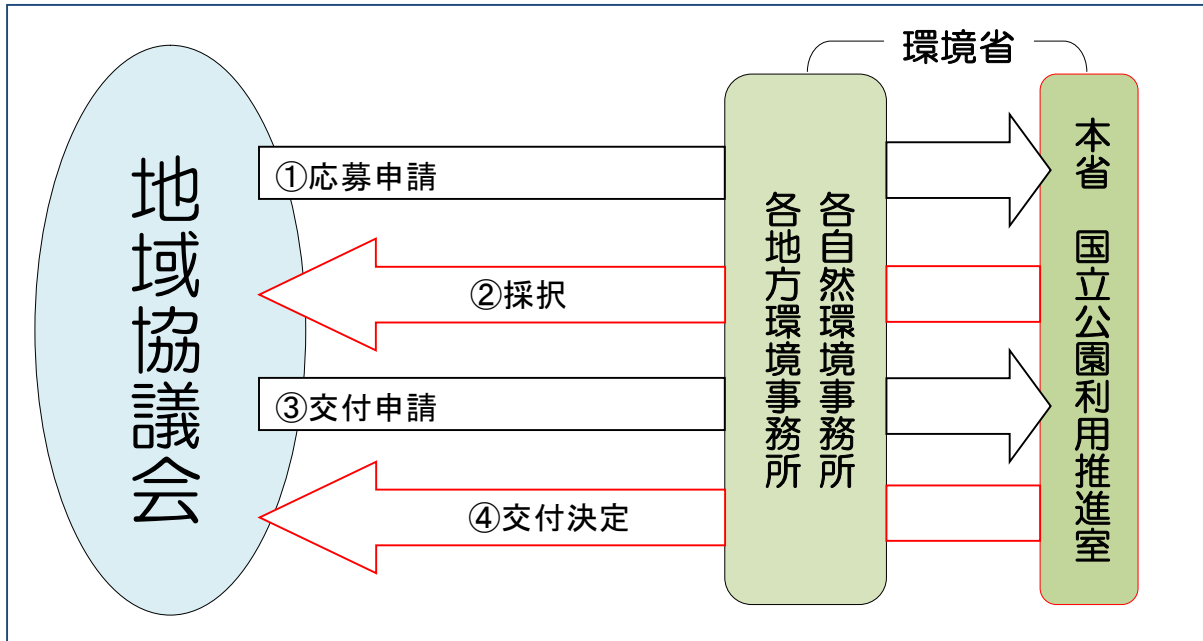 環境省
地域協議会
①応募申請
②採択
③交付申請
④交付決定
各自然環境事務所
各地方環境事務所
本省　国立公園利用推進室